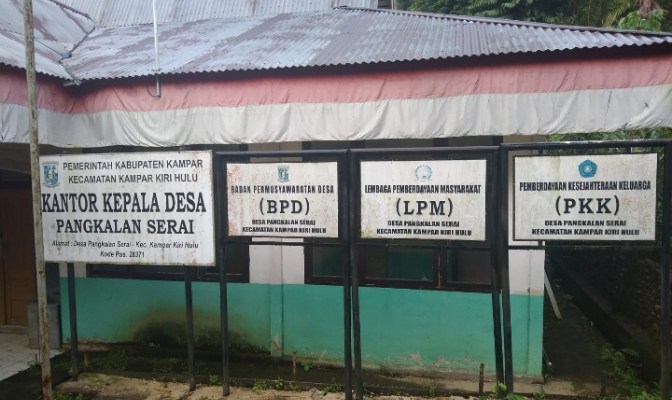 PEMERINTAH KABUPATEN KAMPAR
KECAMATAN KAMPAR KIRI HULU
KANTOR KEPALA DESA
PANGKALAN SERAI
Alamat : Desa Pangkalan Serai - Kec. Kampar Kiri Hulu
Kode Pos. 28371
BADAN PERMUSYAWARATAN DESA
(BPD)
DESA PANGKALAN SERAI
KECAMATAN KAMPAR KIRI HULU
LEMBAGA PEMBERDAYAAN MASYARAKAT
(LPM)
DESA PANGKALAN SERAI
KECAMATAN KAMPAR KIRI HULU
PEMBERDAYAAN KESEJAHTERAAN KELUARGA
(PKK)
DESA PANGKALAN SERAI
KECAMATAN KAMPAR KIRI HULU